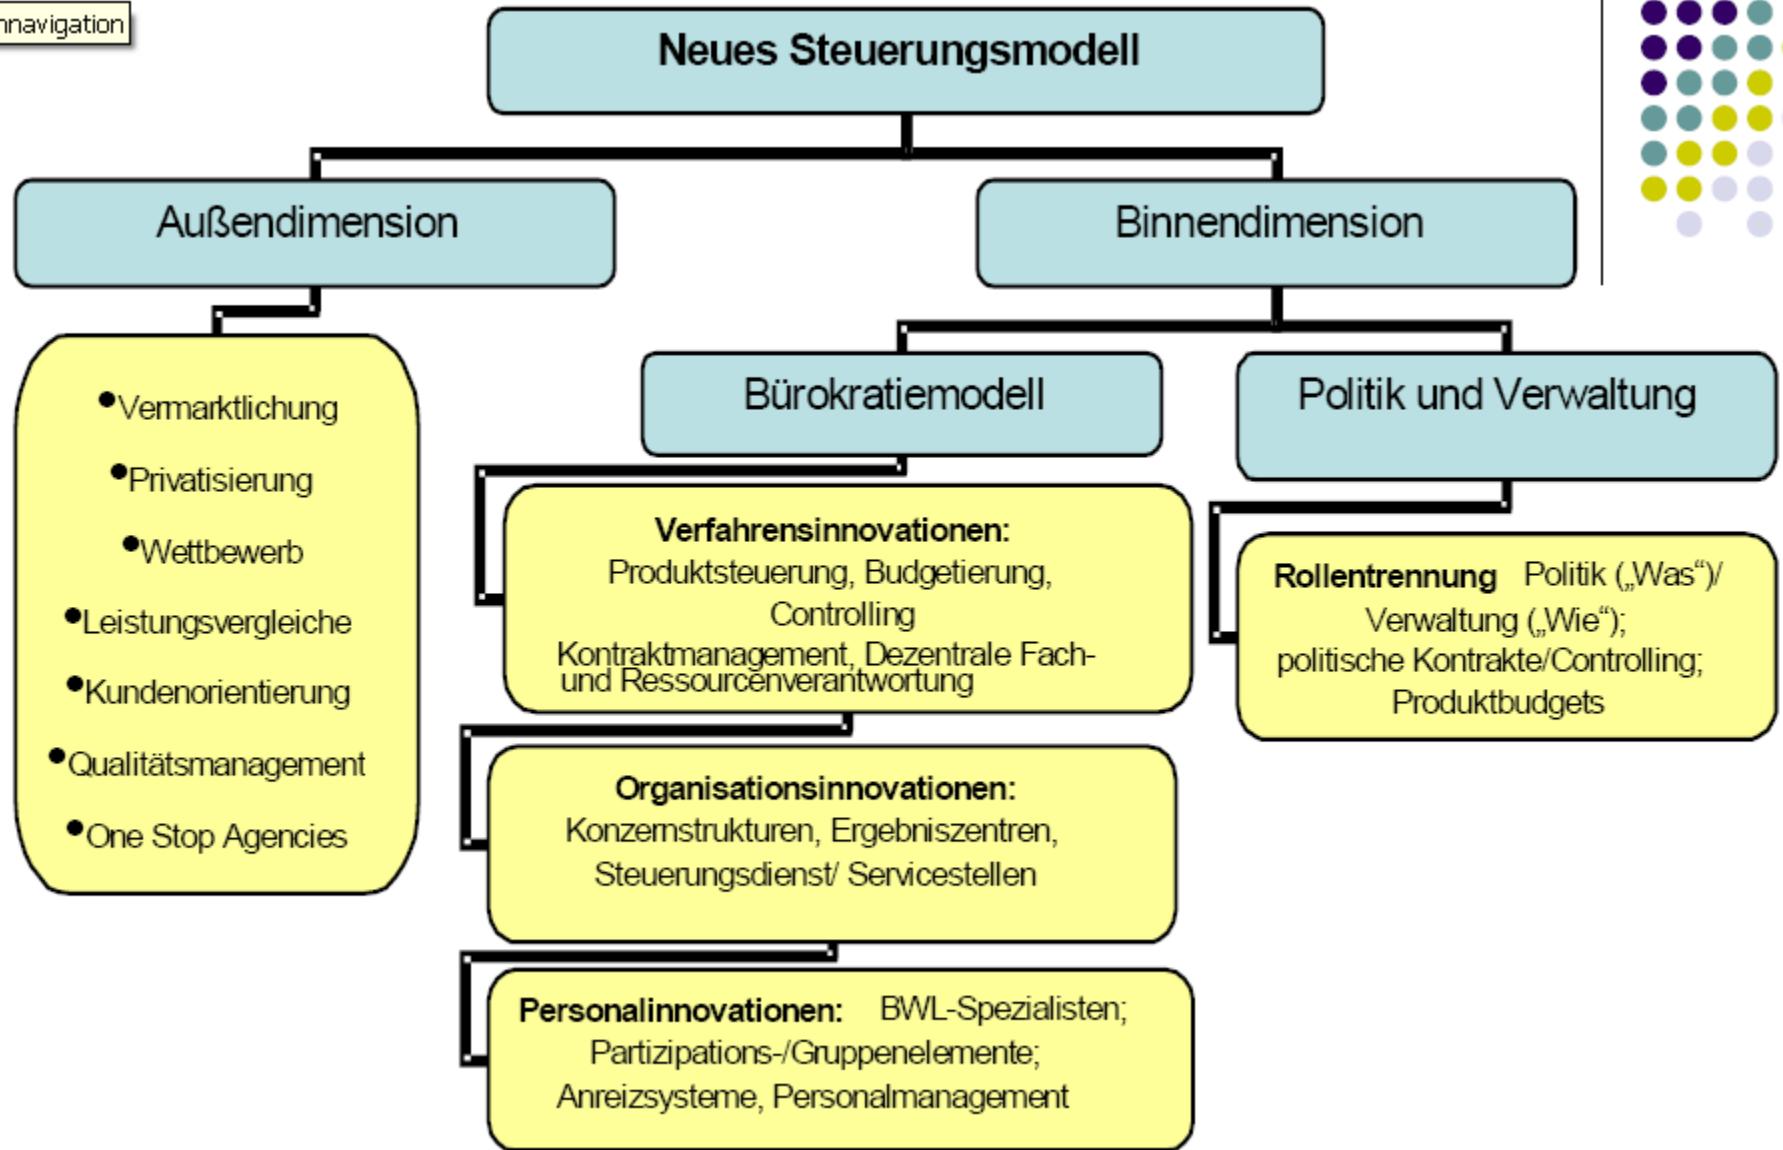 nnavigation
Neues Steuerungsmodell
Außendimension
Binnendimension
•Vermarktlichung
•Privatisierung
•Wettbewerb
•Leistungsvergleiche
•Kundenorientierung
•Qualitätsmanagement
•One Stop Agencies
Bürokratiemodell
Politik und Verwaltung
Verfahrensinnovationen:
Produktsteuerung, Budgetierung,
Controlling
Kontraktmanagement, Dezentrale Fach-
und Ressourcenverantwortung
Organisationsinnovationen:
Konzernstrukturen, Ergebniszentren,
Steuerungsdienst/ Servicestellen
Personalinnovationen: BWL-Spezialisten;
Partizipations-/Gruppenelemente;
Anreizsysteme, Personalmanagement
Rollentrennung Politik („Was“)/
Verwaltung („Wie“);
politische Kontrakte/Controlling;
Produktbudgets